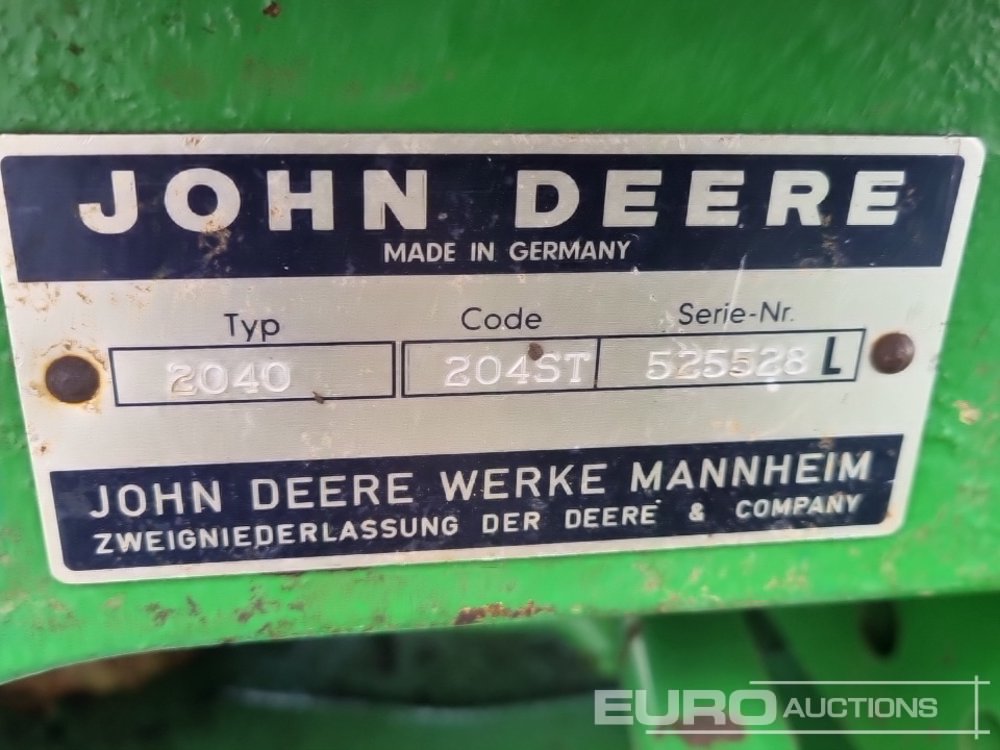 JOHN DEERE
MADE IN GERMANY
Typ Code Serie-Nr.
2040 204ST 525528 L
JOHN DEERE WERKE MANNHEIM
ZWEIGNIEDERLASSUNG DER DEERE & COMPANY
EURO AUCTIONS